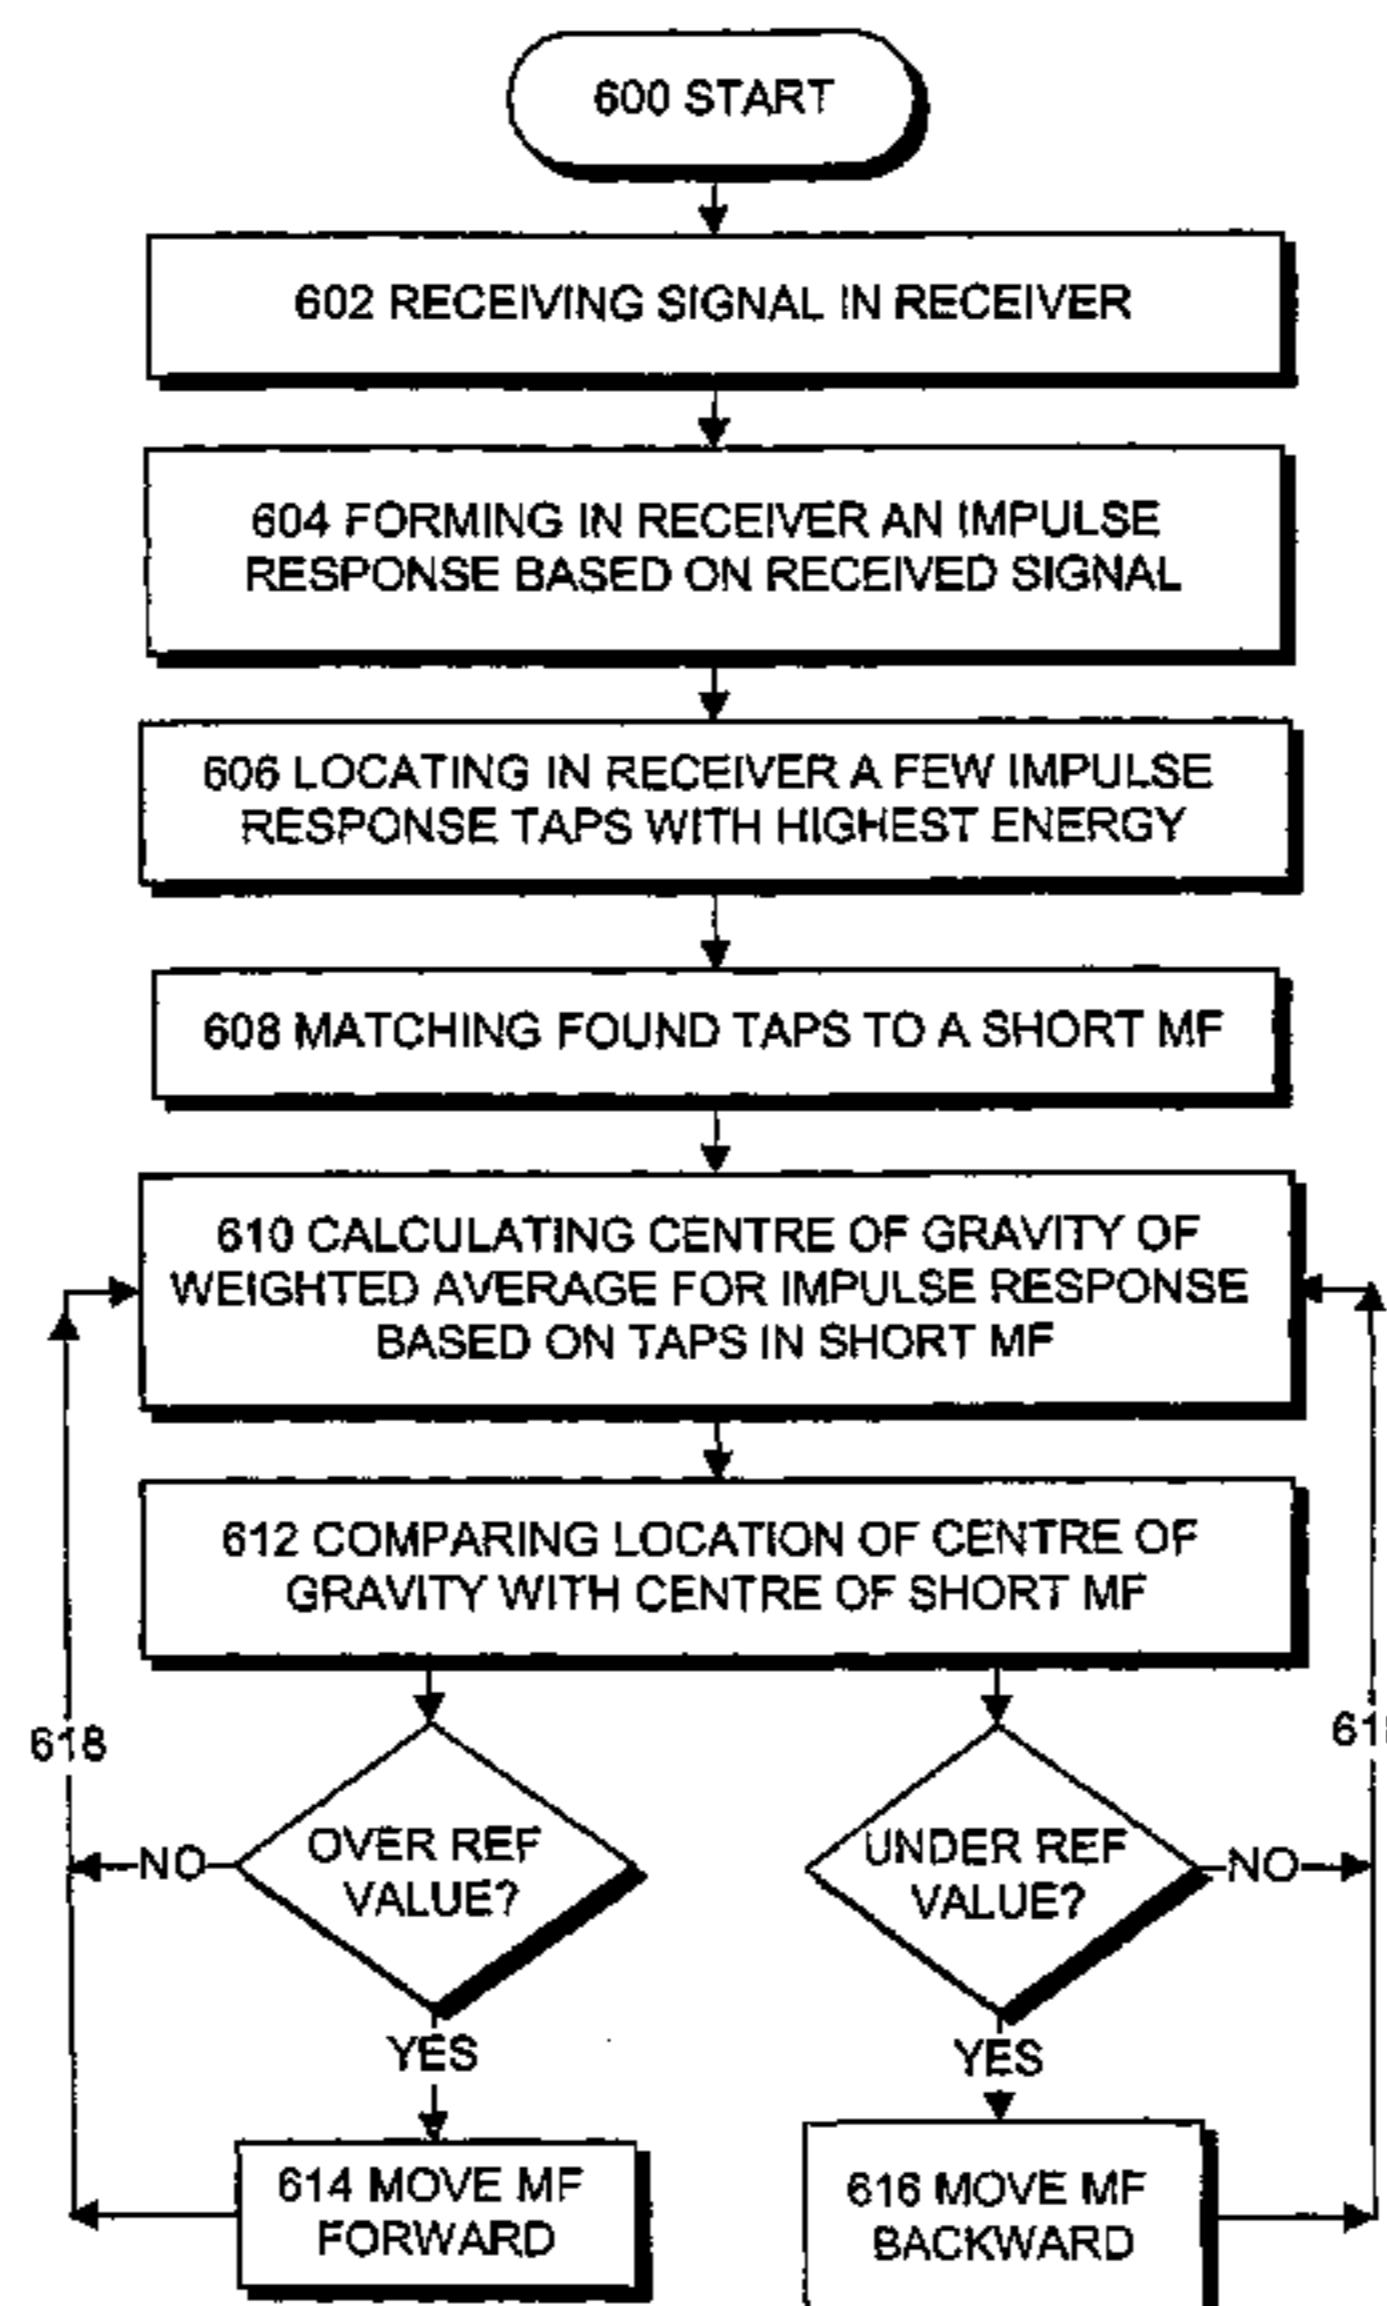 600 START
602 RECEIVING SIGNAL IN RECEIVER
604 FORMING IN RECEIVER AN IMPULSE
RESPONSE BASED ON RECEIVED SIGNAL
606 LOCATING IN RECEIVER A FEW IMPULSE
RESPONSE TAPS WITH HIGHEST ENERGY
608 MATCHING FOUND TAPS TO A SHORT MF
610 CALCULATING CENTRE OF GRAVITY OF
WEIGHTED AVERAGE FOR IMPULSE RESPONSE
BASED ON TAPS IN SHORT MF
612 COMPARING LOCATION OF CENTRE OF
GRAVITY WITH CENTRE OF SHORT MF
618
OVER REF
VALUE?
NO
YES
UNDER REF
VALUE?
NO
YES
614 MOVE MF
FORWARD
616 MOVE MF
BACKWARD